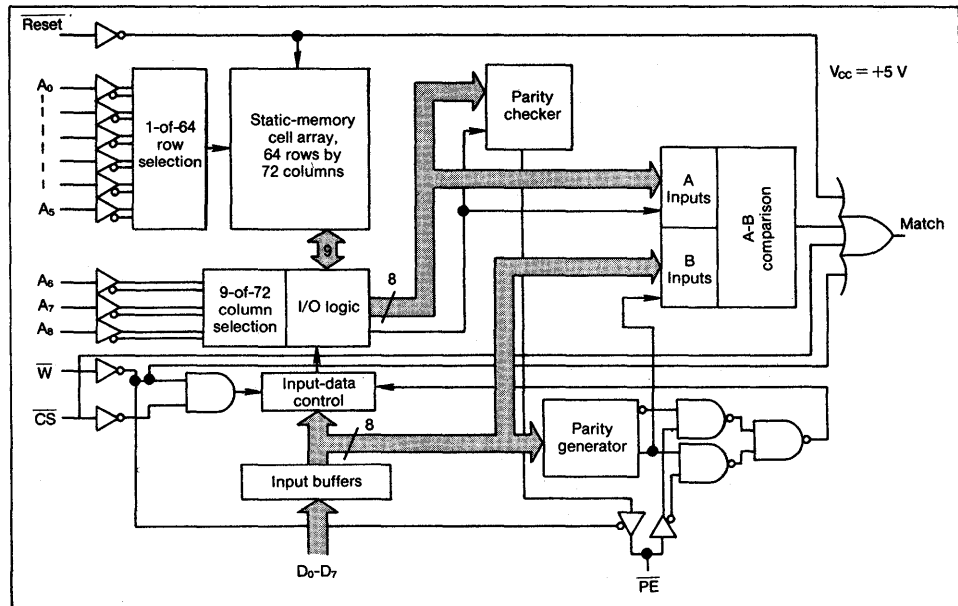 Reset
VCC = +5 V
A0
Parity
checker
1-of-64
row
selection
Static-memory
cell array,
64 rows by
72 columns
A
Inputs
A-B
comparison
Match
A5
9
B
Inputs
A6
8
9-of-72
column
selection
I/O logic
A7
A8
W
Input-data
control
CS
8
Parity
generator
Input buffers
D0-D7
PE